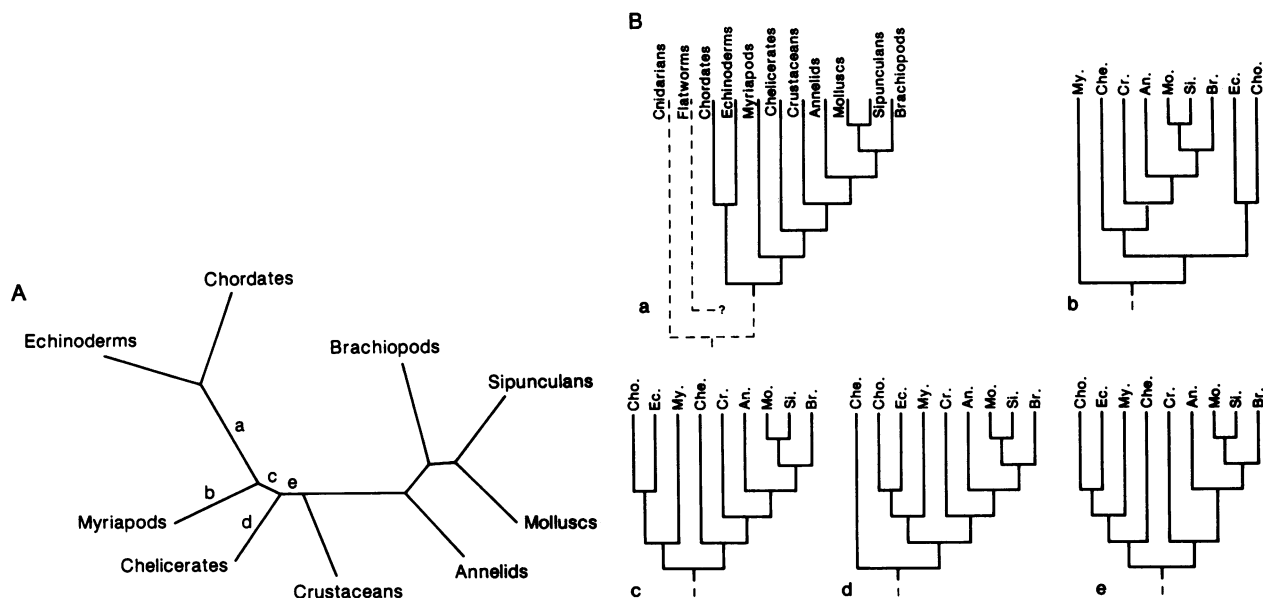 A
Chordates
Echinoderms
Brachiopods
Sipunculans
a
c
e
b
d
Myriapods
Chelicerates
Crustaceans
Annelids
Molluscs
B
Cnidarians
Flatworms
Chordates
Echinoderms
Myriapods
Chelicerates
Crustaceans
Annelids
Molluscs
Sipunculans
Brachiopods
?
a
My. Che. Cr. An. Mo. Si. Br. Ec. Cho.
b
Cho. Ec. My. Che. Cr. An. Mo. Si. Br.
c
Che. Cho. Ec. My. Cr. An. Mo. Si. Br.
d
Cho. Ec. My. Che. Cr. An. Mo. Si. Br.
e